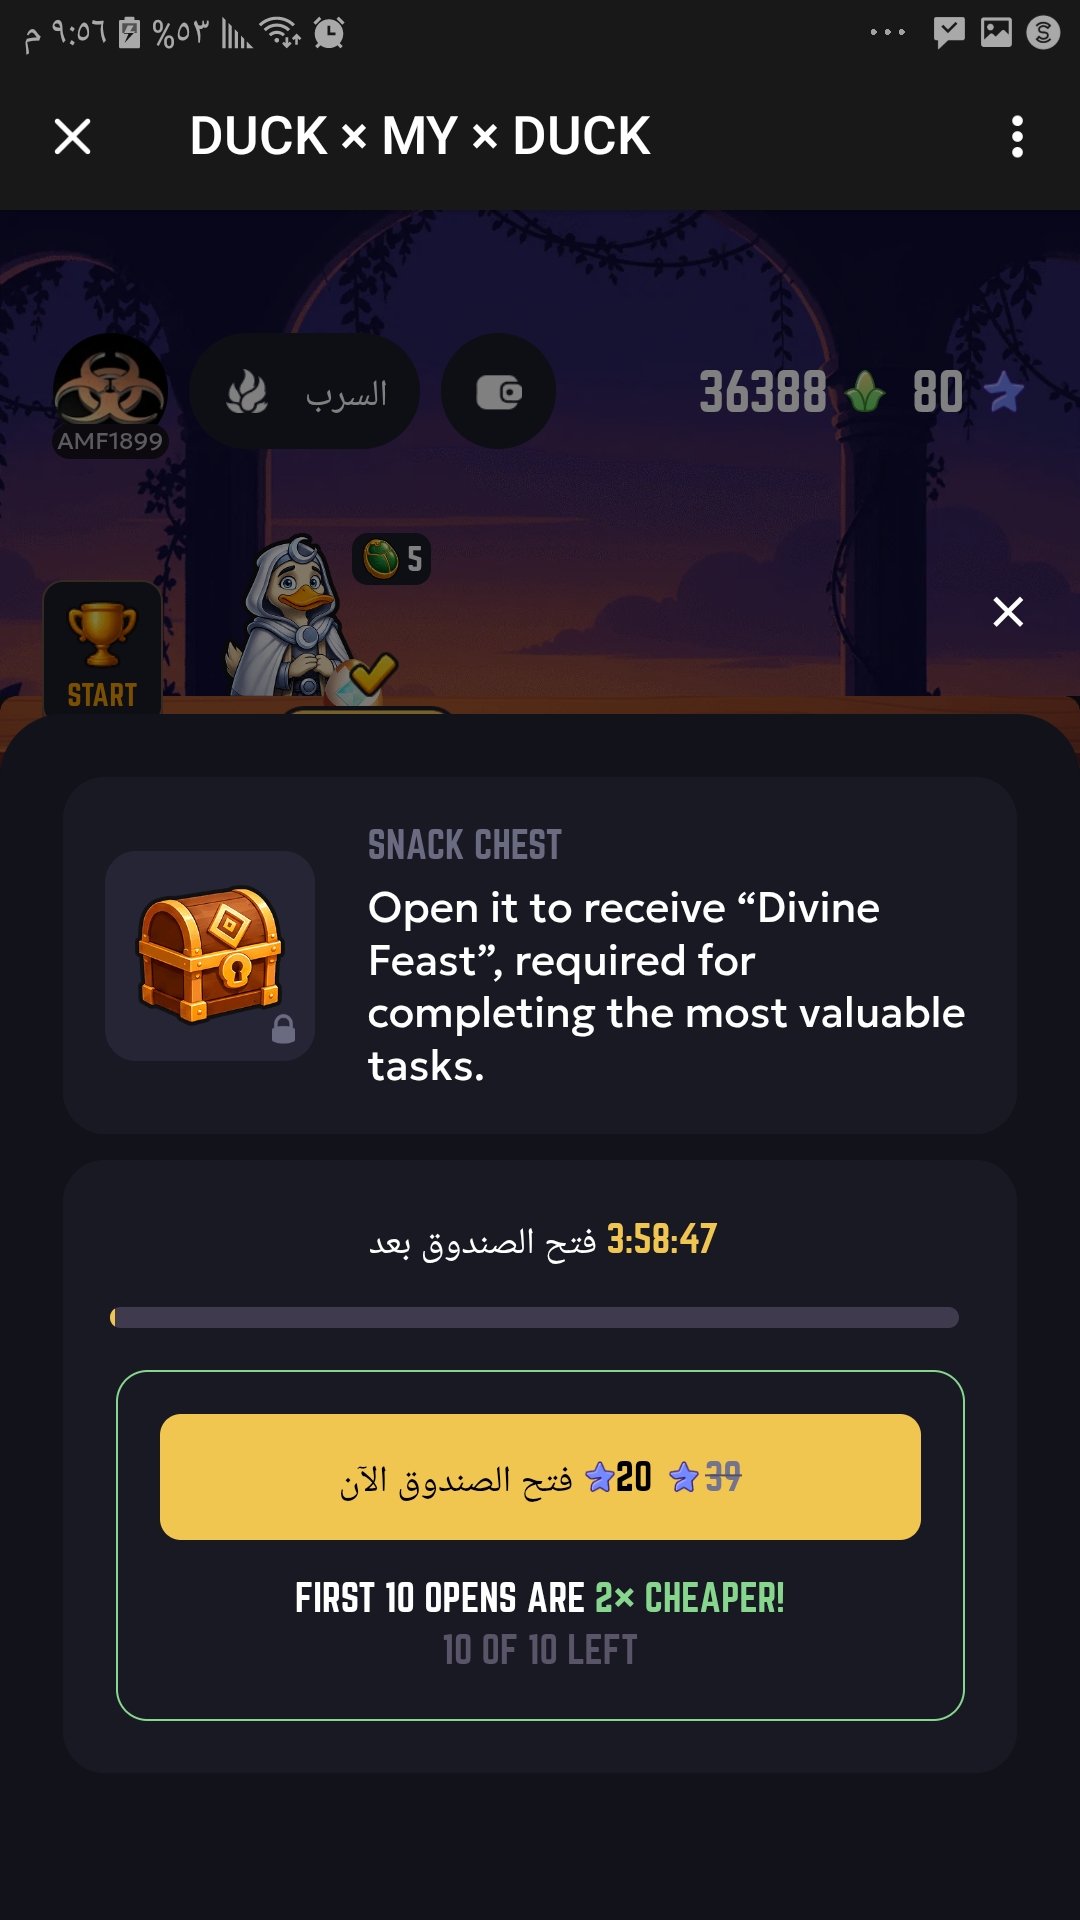 ٩:٥٦ م %٥٣
DUCK × MY × DUCK
AMF1899
السرب
36388 80
5
START
SNACK CHEST
Open it to receive “Divine
Feast”, required for
completing the most valuable
tasks.
فتح الصندوق بعد 3:58:47
فتح الصندوق الآن 20 39
FIRST 10 OPENS ARE 2× CHEAPER!
10 OF 10 LEFT